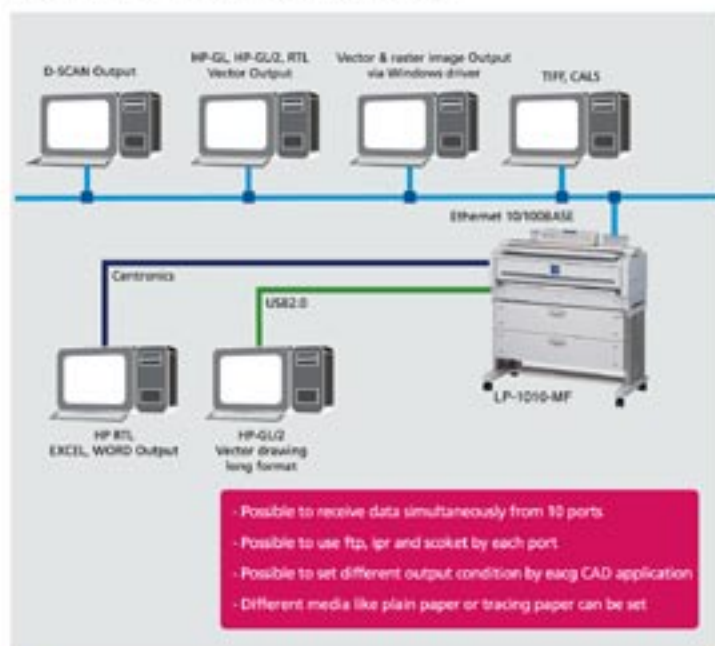 D-SCAN Output
HP-GL, HP-GL/2, RTL
Vector Output
Vector & raster image Output
via Windows driver
TIFF, CALS
Ethernet 10/100BASE
Centronics
USB2.0
LP-1010-MF
HP RTL
EXCEL, WORD Output
HP-GL/2
Vector drawing
long format
- Possible to receive data simultaneously from 10 ports
- Possible to use ftp, ipr and scoket by each port
- Possible to set different output condition by eacg CAD application
- Different media like plain paper or tracing paper can be set